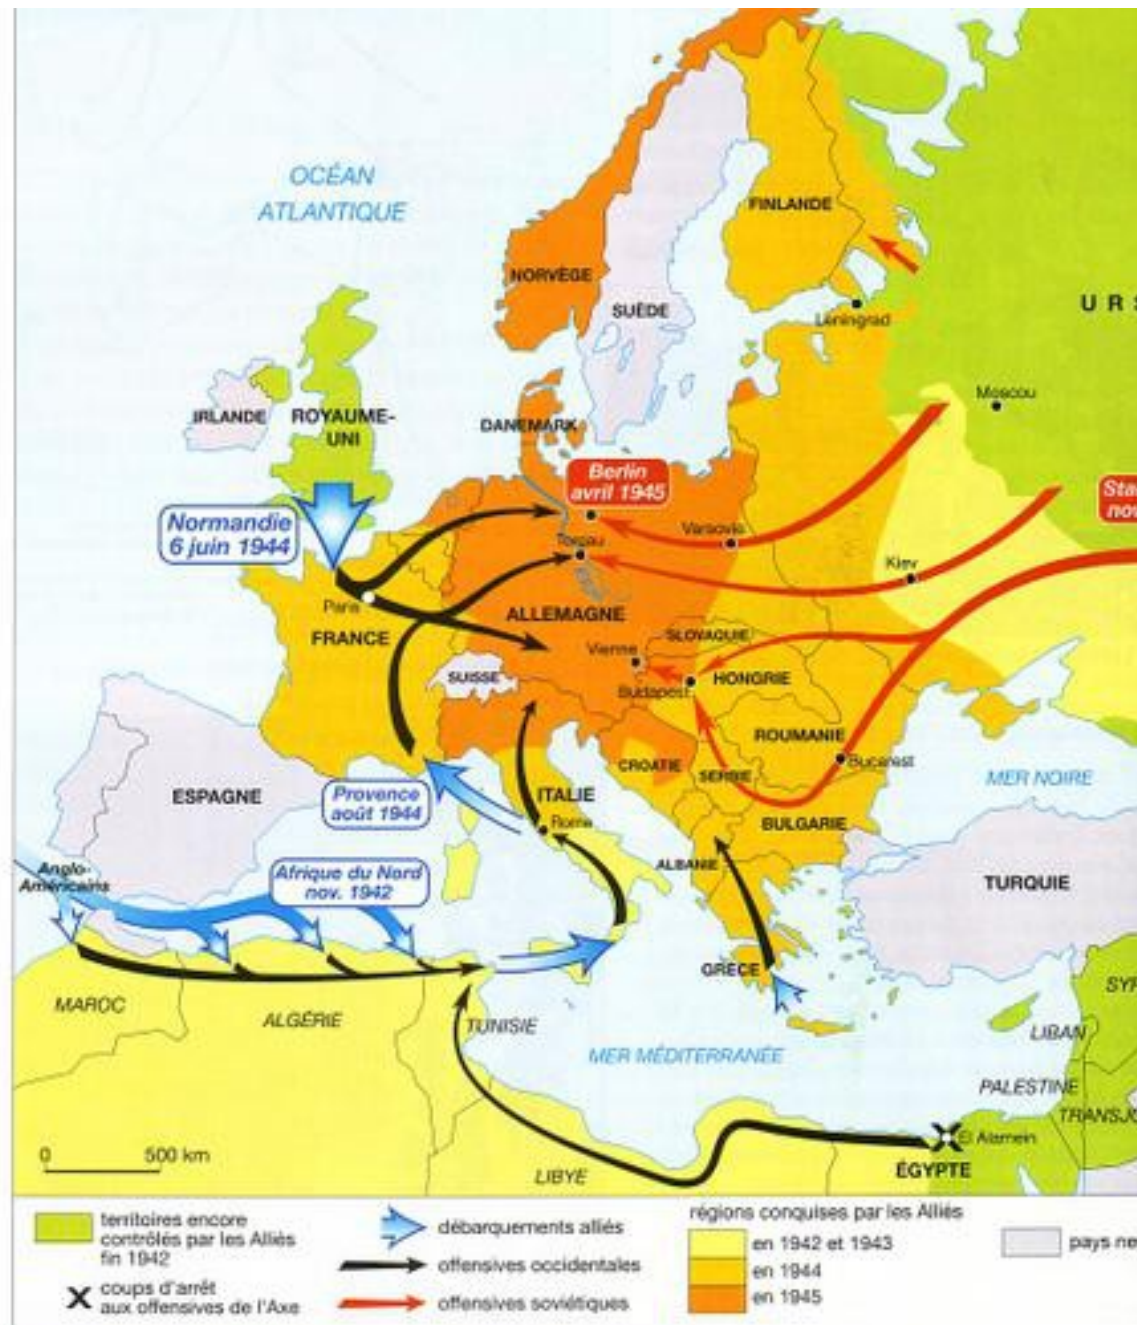 OCÉAN
ATLANTIQUE
FINLANDE
NORVÈGE
SUÈDE
Léningrad
URS
Moscou
IRLANDE
ROYAUME-
UNI
DANEMARK
Berlin
avril 1945
Sta
nov
Normandie
6 juin 1944
Varsovie
Torgau
Kiev
Paris
ALLEMAGNE
FRANCE
SLOVAQUIE
Vienne
SUISSE
HONGRIE
Budapest
ROUMANIE
CROATIE
SERBIE
Bucarest
MER NOIRE
ESPAGNE
Provence
août 1944
ITALIE
Rome
BULGARIE
ALBANIE
Anglo-
Américains
Afrique du Nord
nov. 1942
TURQUIE
GRÈCE
MAROC
ALGÉRIE
TUNISIE
SYR
LIBAN
MER MÉDITERRANÉE
PALESTINE
TRANSJO
El Alamein
0 500 km
LIBYE
ÉGYPTE
territoires encore
contrôlés par les Alliés
fin 1942
coups d'arrêt
aux offensives de l'Axe
débarquements alliés
offensives occidentales
offensives soviétiques
régions conquises par les Alliés
en 1942 et 1943
en 1944
en 1945
pays ne